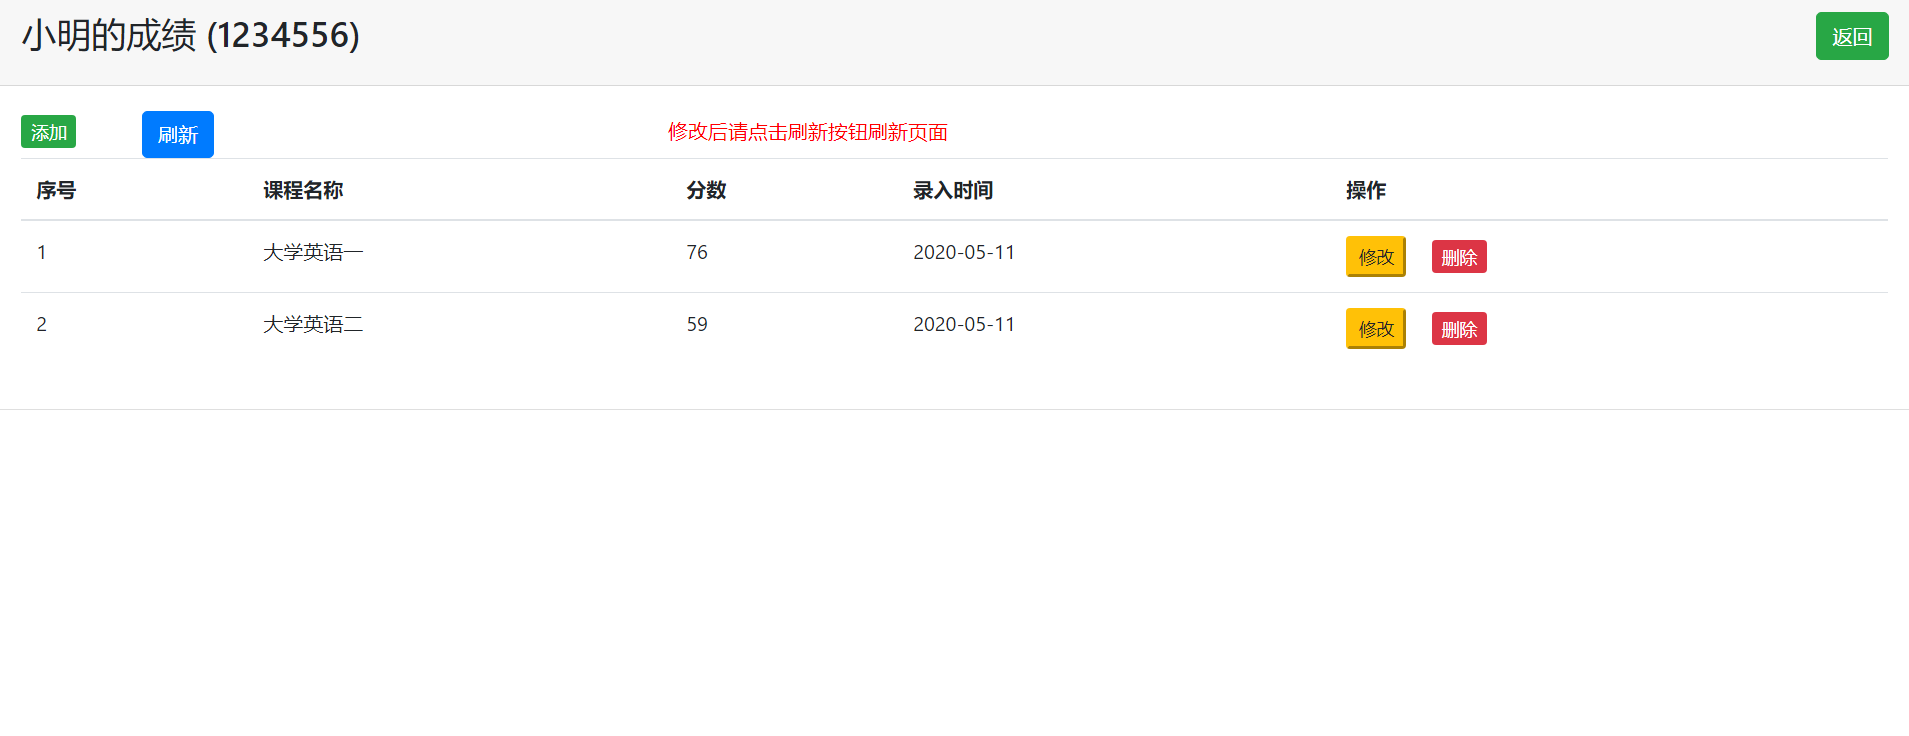 小明的成绩 (1234556) 返回
添加 刷新 修改后请点击刷新按钮刷新页面
序号 课程名称 分数 录入时间 操作
1 大学英语一 76 2020-05-11 修改 删除
2 大学英语二 59 2020-05-11 修改 删除